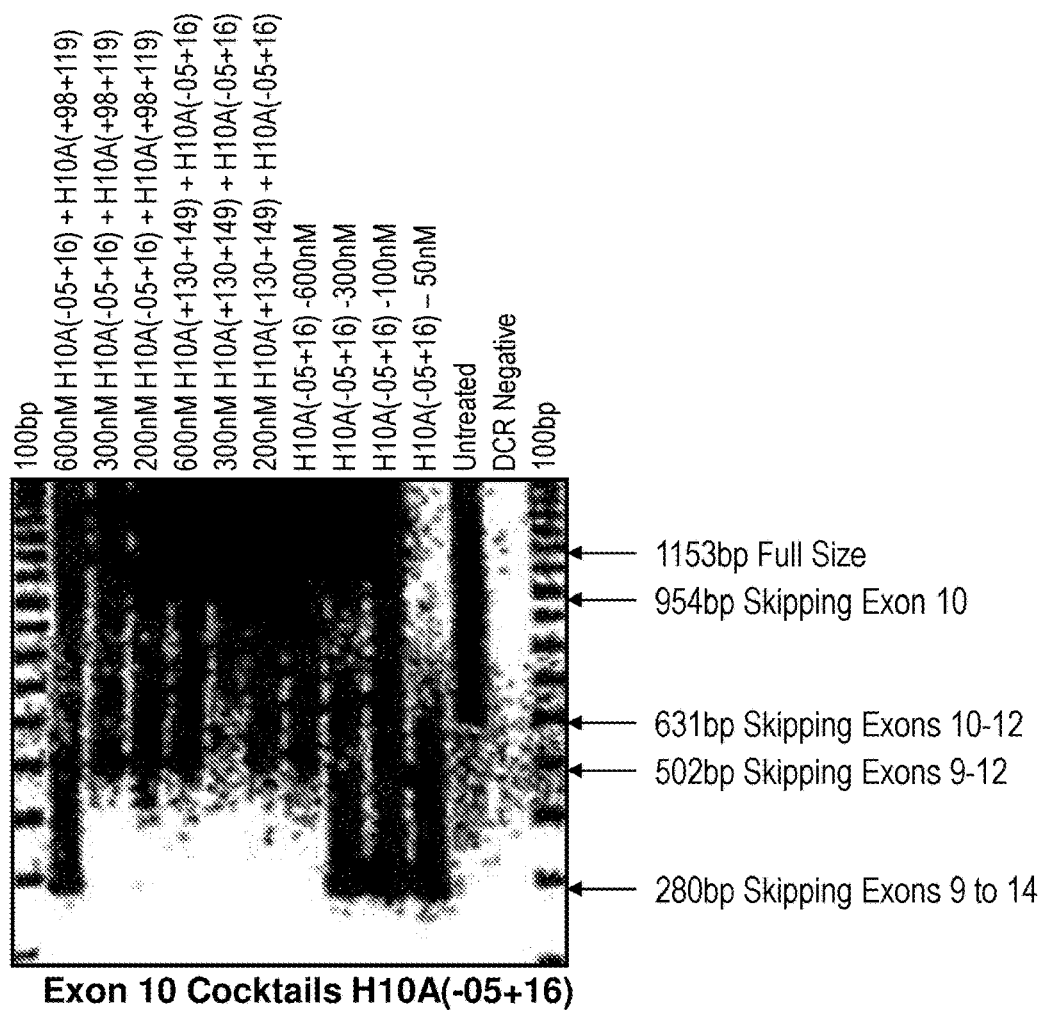 100bp
600nM H10A(-05+16) + H10A(+98+119)
300nM H10A(-05+16) + H10A(+98+119)
200nM H10A(-05+16) + H10A(+98+119)
600nM H10A(+130+149) + H10A(-05+16)
300nM H10A(+130+149) + H10A(-05+16)
200nM H10A(+130+149) + H10A(-05+16)
H10A(-05+16) -600nM
H10A(-05+16) -300nM
H10A(-05+16) -100nM
H10A(-05+16) – 50nM
Untreated
DCR Negative
100bp
1153bp Full Size
954bp Skipping Exon 10
631bp Skipping Exons 10-12
502bp Skipping Exons 9-12
280bp Skipping Exons 9 to 14
Exon 10 Cocktails H10A(-05+16)